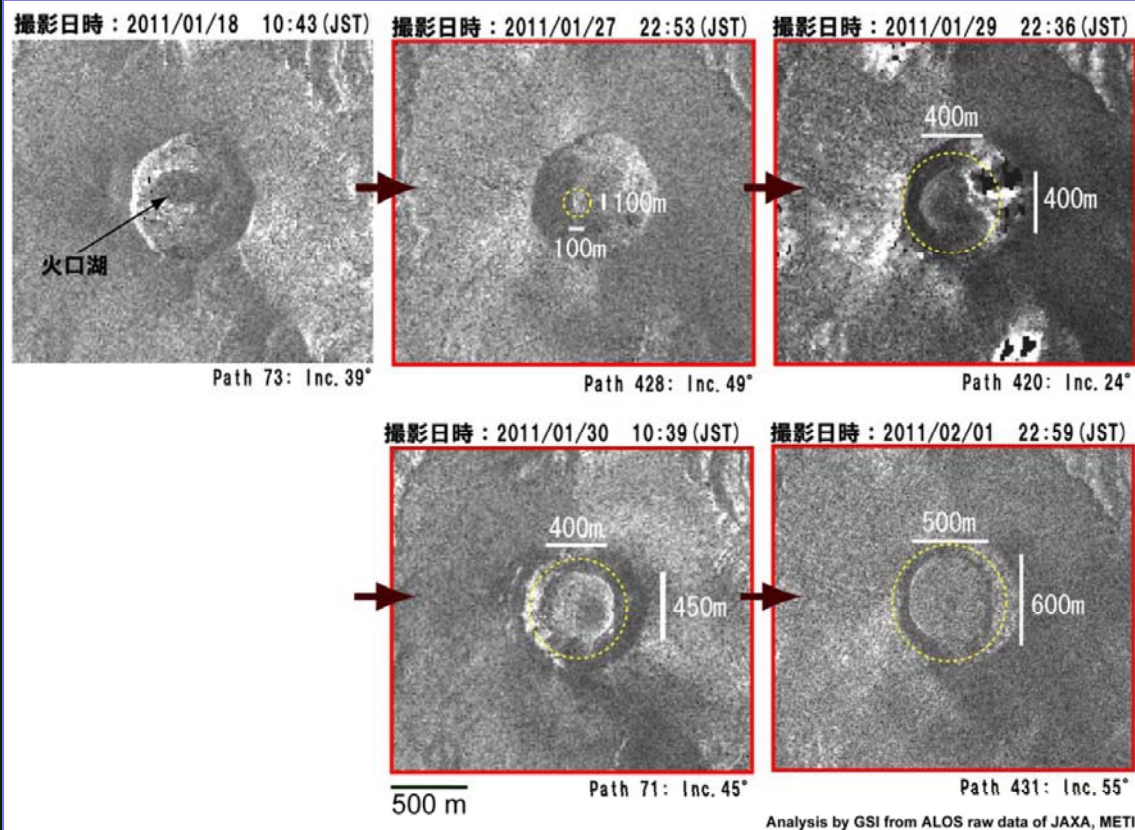 撮影日時：2011/01/18 10:43(JST)
火口湖
Path 73: Inc.39°
撮影日時：2011/01/27 22:53(JST)
100m
100m
Path 428: Inc.49°
撮影日時：2011/01/29 22:36(JST)
400m
400m
Path 420: Inc.24°
撮影日時：2011/01/30 10:39(JST)
400m
450m
Path 71: Inc.45°
500 m
撮影日時：2011/02/01 22:59(JST)
500m
600m
Path 431: Inc.55°
Analysis by GSI from ALOS raw data of JAXA, METI